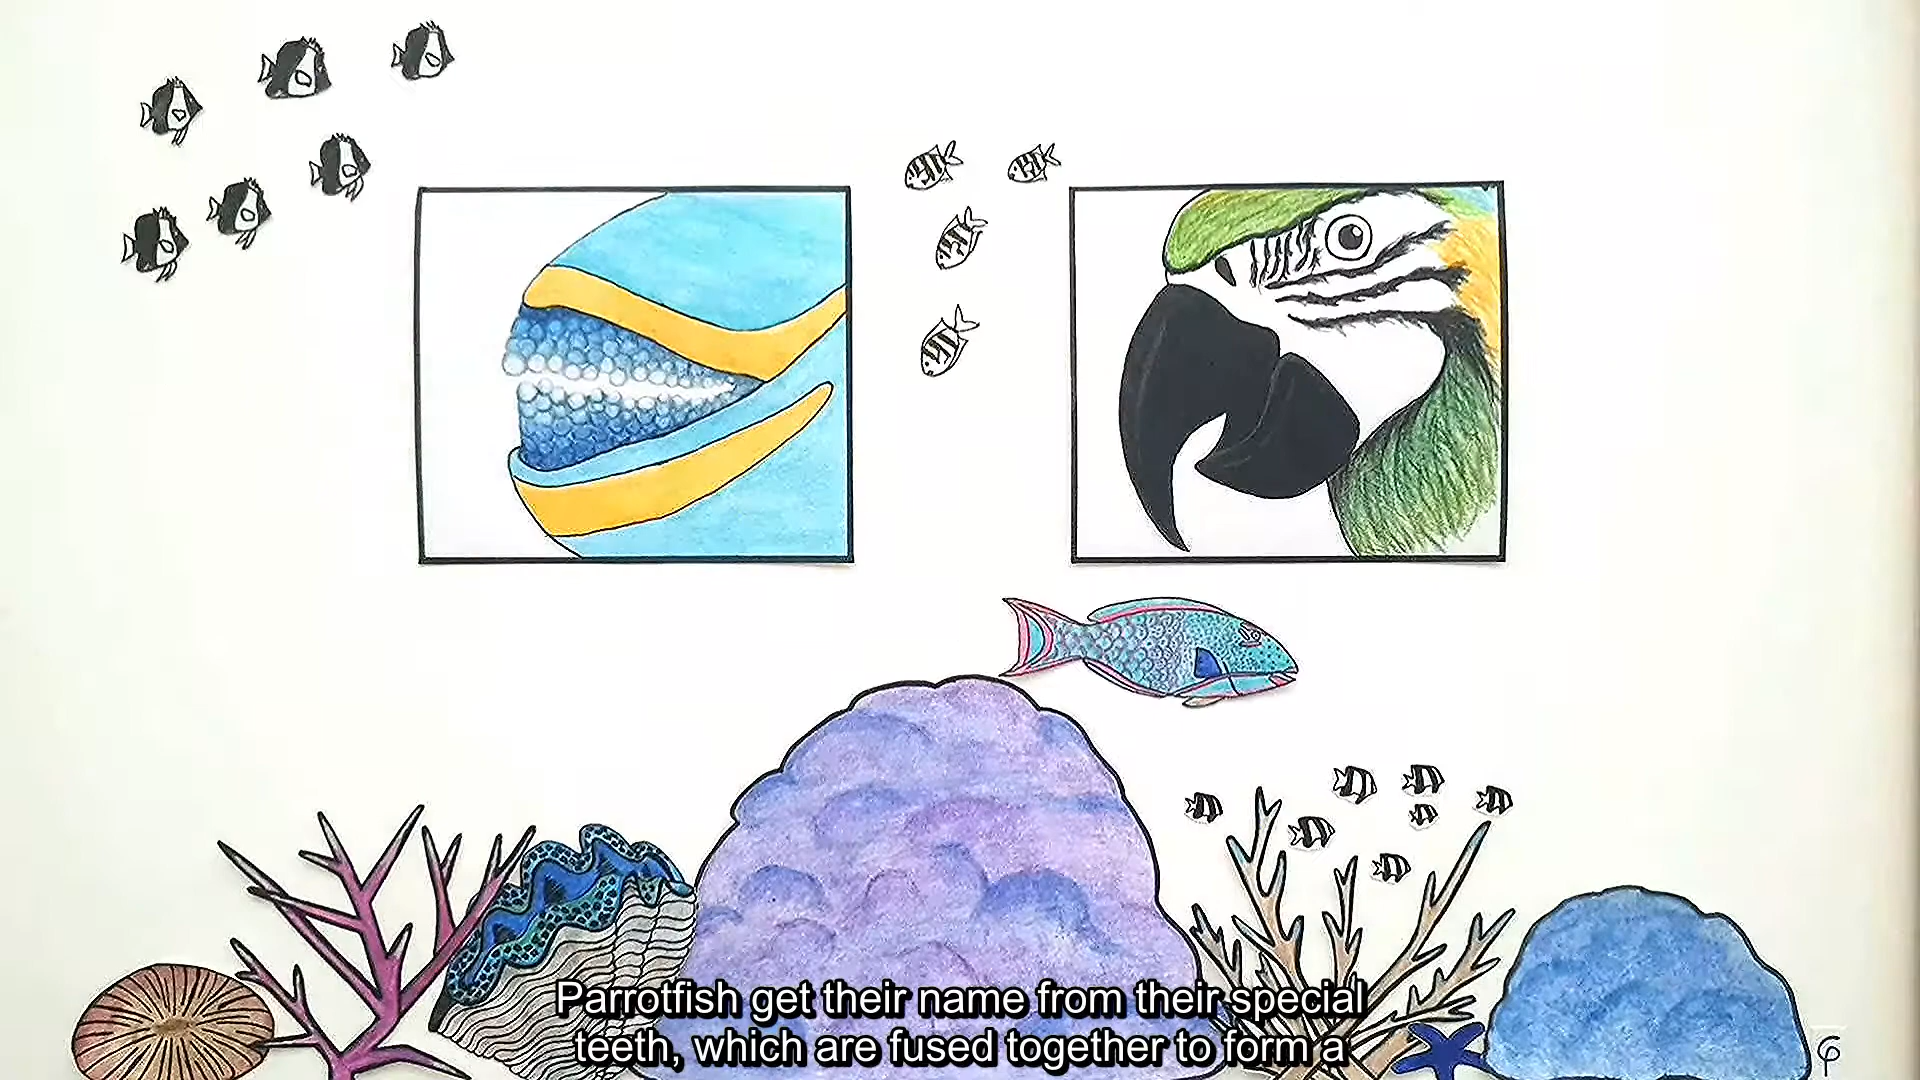 Parrotfish get their name from their special
teeth, which are fused together to form a